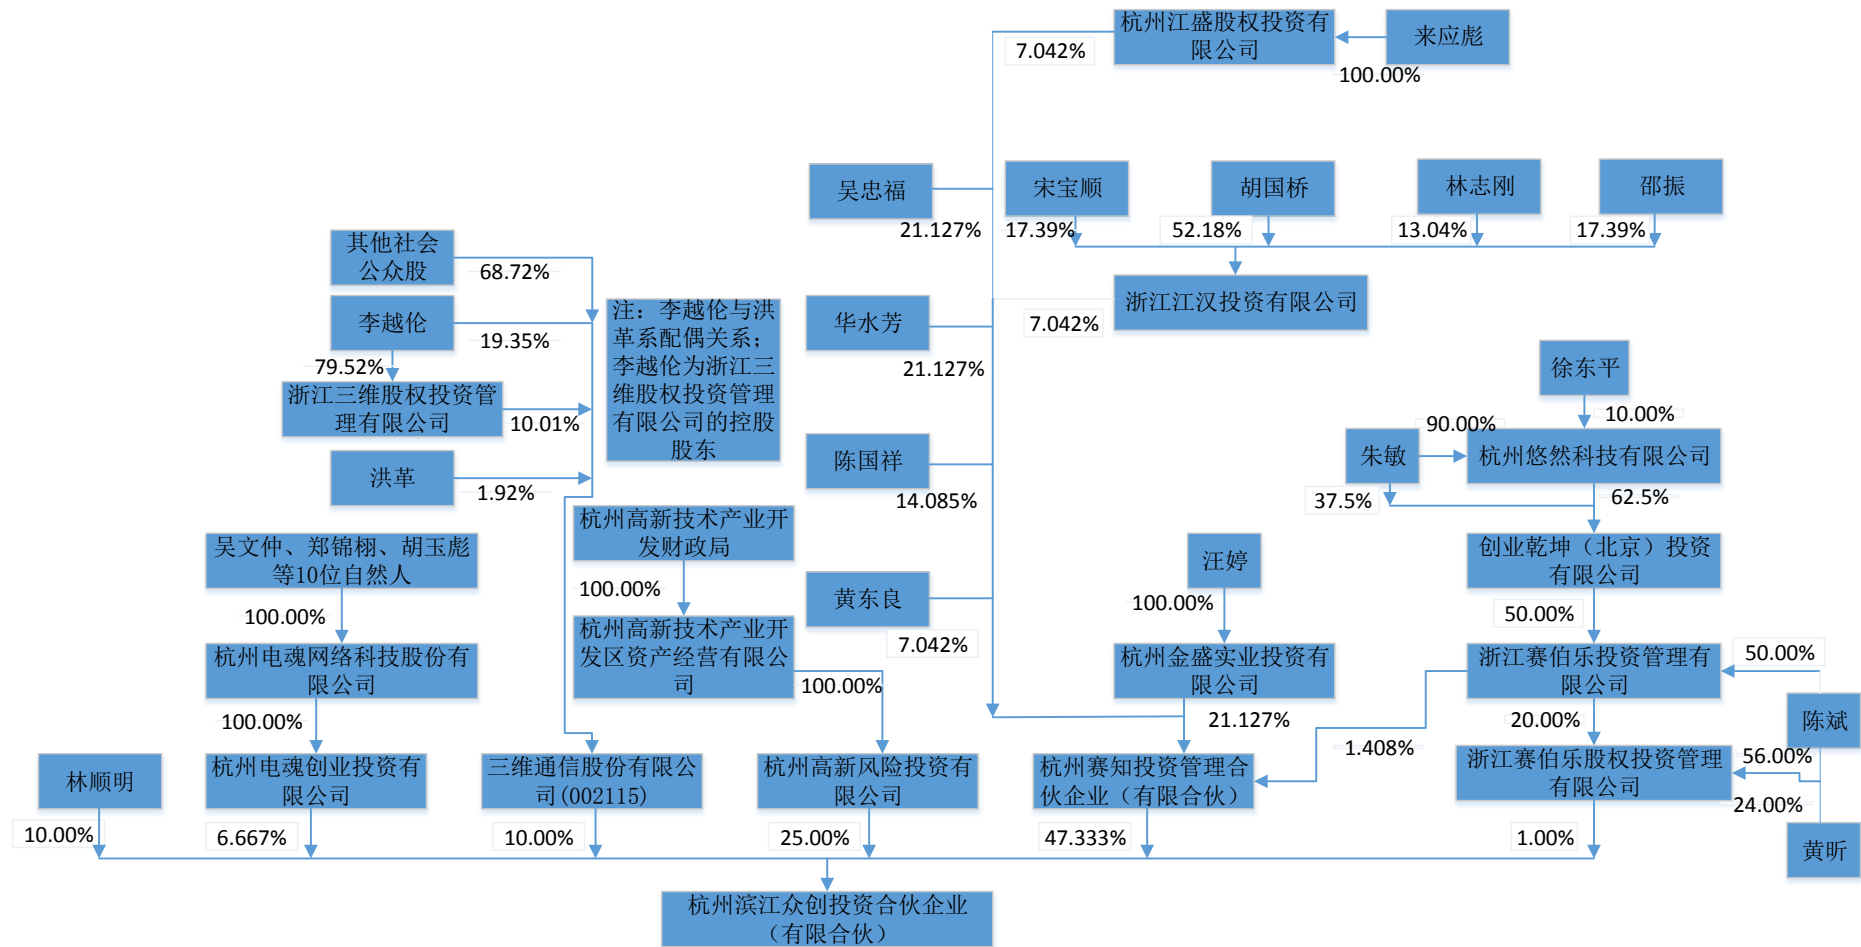 杭州江盛股权投资有
限公司
来应彪
7.042%
100.00%
吴忠福
宋宝顺
胡国桥
林志刚
邵振
21.127%
17.39%
52.18%
13.04%
17.39%
其他社会
公众股
68.72%
李越伦
19.35%
79.52%
浙江三维股权投资管
理有限公司
10.01%
洪革
1.92%
注：李越伦与洪
革系配偶关系；
李越伦为浙江三
维股权投资管理
有限公司的控股
股东
华水芳
21.127%
浙江江汉投资有限公司
7.042%
陈国祥
14.085%
徐东平
10.00%
90.00%
朱敏
杭州悠然科技有限公司
37.5%
62.5%
吴文仲、郑锦栩、胡玉彪
等10位自然人
100.00%
杭州高新技术产业开
发财政局
100.00%
黄东良
7.042%
汪婷
100.00%
创业乾坤（北京）投资
有限公司
50.00%
杭州电魂网络科技股份有
限公司
100.00%
杭州高新技术产业开
发区资产经营有限公
司
100.00%
杭州金盛实业投资有
限公司
21.127%
浙江赛伯乐投资管理有
限公司
50.00%
20.00%
1.408%
陈斌
56.00%
24.00%
黄昕
林顺明
杭州电魂创业投资有
限公司
三维通信股份有限公
司(002115)
杭州高新风险投资有
限公司
杭州赛知投资管理合
伙企业（有限合伙）
浙江赛伯乐股权投资管理
有限公司
10.00%
6.667%
10.00%
25.00%
47.333%
1.00%
杭州滨江众创投资合伙企业
（有限合伙）